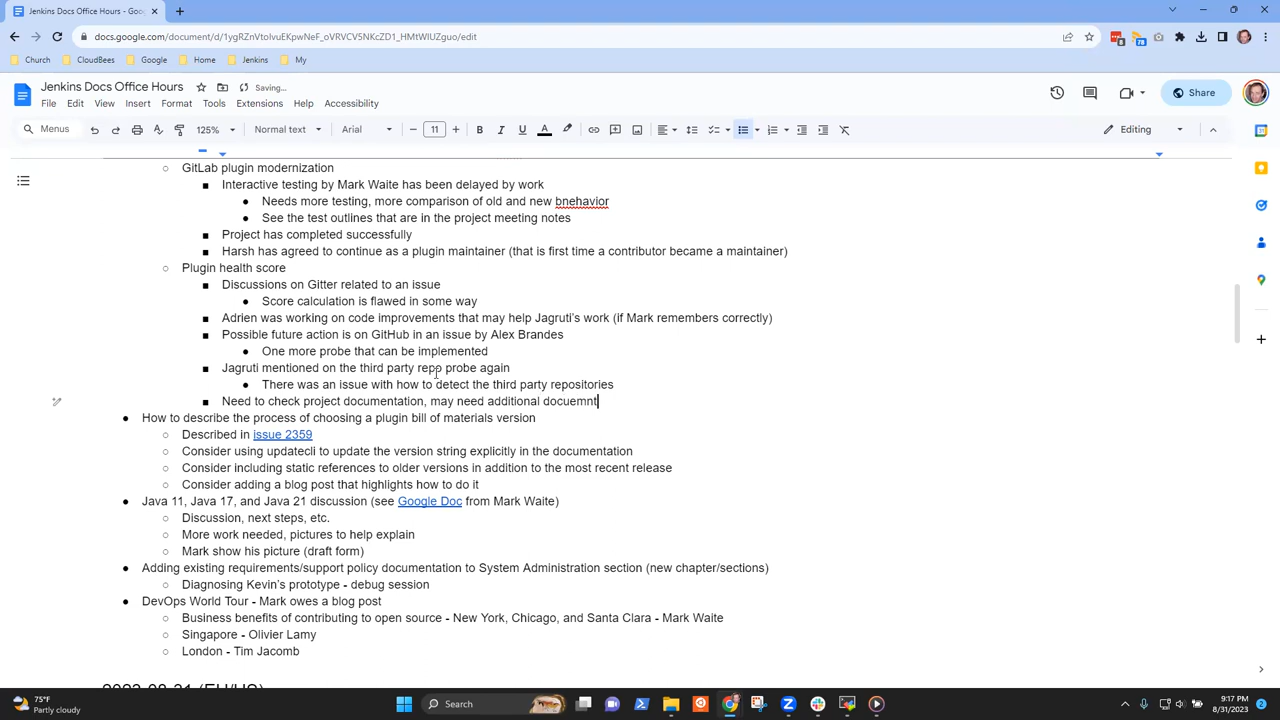 Jenkins Docs Office Hours - Goo
docs.google.com/document/d/1ygRZnVtoIvuEKpwNeF_oVRVCV5NKcZD1_HMtWIUZguo/edit
Church CloudBees Google Home Jenkins My
Jenkins Docs Office Hours Saving...
File Edit View Insert Format Tools Extensions Help Accessibility
Share
Menus 125% Normal text Arial 11 B I U A Editing
GitLab plugin modernization
Interactive testing by Mark Waite has been delayed by work
Needs more testing, more comparison of old and new bnehavior
See the test outlines that are in the project meeting notes
Project has completed successfully
Harsh has agreed to continue as a plugin maintainer (that is first time a contributor became a maintainer)
Plugin health score
Discussions on Gitter related to an issue
Score calculation is flawed in some way
Adrien was working on code improvements that may help Jagruti's work (if Mark remembers correctly)
Possible future action is on GitHub in an issue by Alex Brandes
One more probe that can be implemented
Jagruti mentioned on the third party repo probe again
There was an issue with how to detect the third party repositories
Need to check project documentation, may need additional docuemnt
How to describe the process of choosing a plugin bill of materials version
Described in issue 2359
Consider using updatecli to update the version string explicitly in the documentation
Consider including static references to older versions in addition to the most recent release
Consider adding a blog post that highlights how to do it
Java 11, Java 17, and Java 21 discussion (see Google Doc from Mark Waite)
Discussion, next steps, etc.
More work needed, pictures to help explain
Mark show his picture (draft form)
Adding existing requirements/support policy documentation to System Administration section (new chapter/sections)
Diagnosing Kevin's prototype - debug session
DevOps World Tour - Mark owes a blog post
Business benefits of contributing to open source - New York, Chicago, and Santa Clara - Mark Waite
Singapore - Olivier Lamy
London - Tim Jacomb
2023-08-31 (EU/US)
75°F
Partly cloudy
Search
9:17 PM
8/31/2023